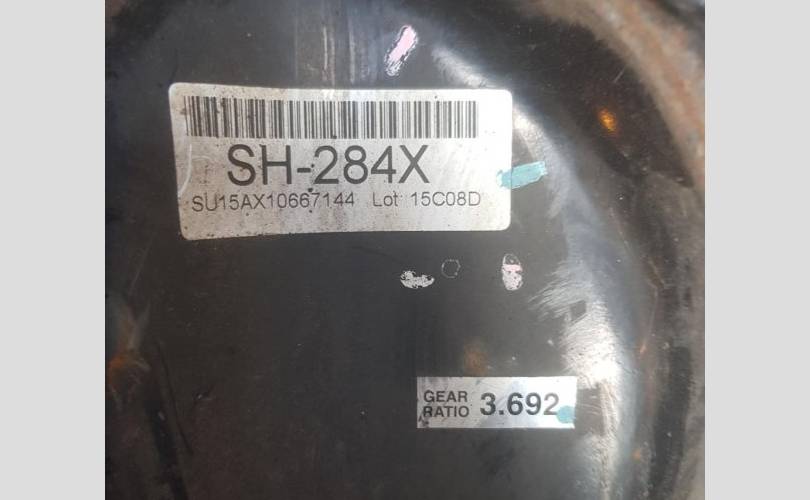 SH-284X
SU15AX10667144 Lot 15C08D
GEAR
RATIO 3.692